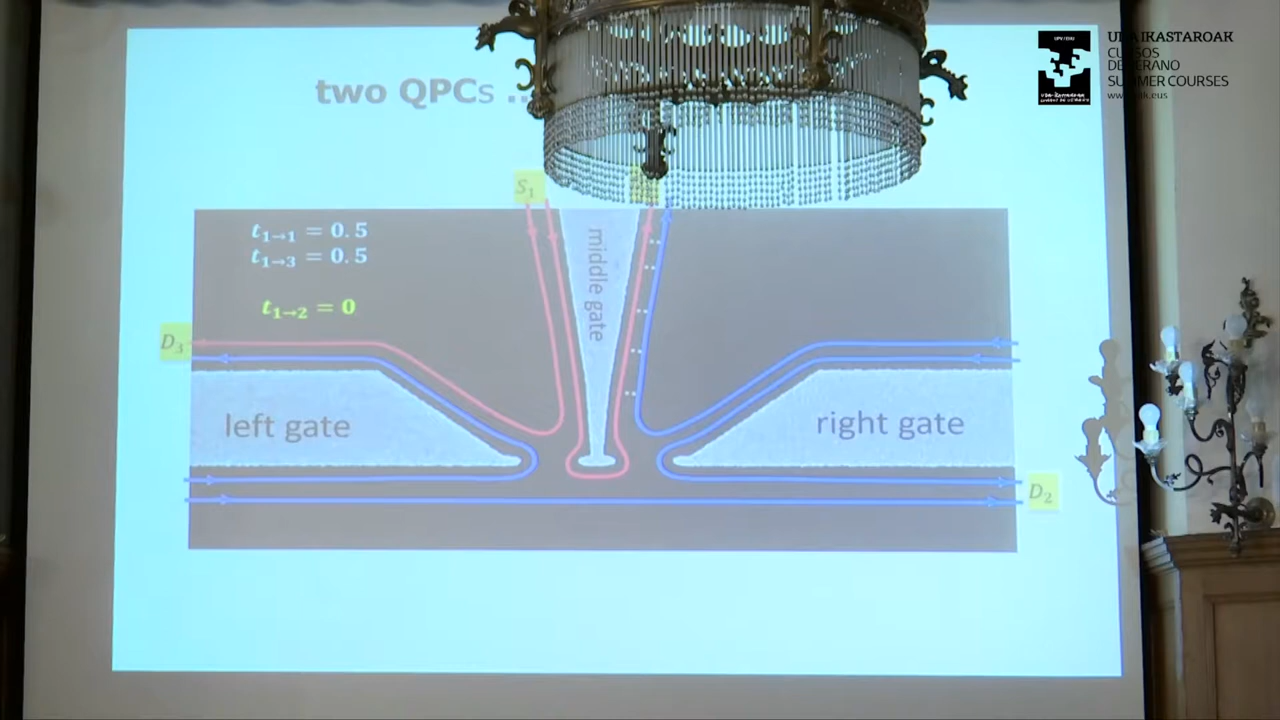 two QPCs ..
UDA IKASTAROAK
CURSOS
DE VERANO
SUMMER COURSES
S₁
t₁→₁ = 0.5
t₁→₃ = 0.5
t₁→₂ = 0
middle gate
D₃
left gate
right gate
D₂